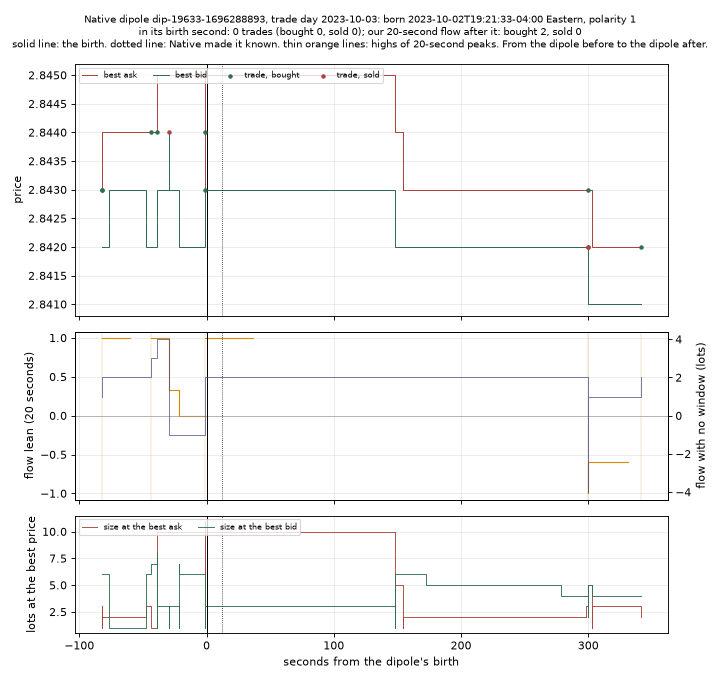 Native dipole dip-19633-1696288893, trade day 2023-10-03: born 2023-10-02T19:21:33-04:00 Eastern, polarity 1
in its birth second: 0 trades (bought 0, sold 0); our 20-second flow after it: bought 2, sold 0
solid line: the birth. dotted line: Native made it known. thin orange lines: highs of 20-second peaks. From the dipole before to the dipole after.
best ask
best bid
trade, bought
trade, sold
2.8450
2.8445
2.8440
2.8435
2.8430
2.8425
2.8420
2.8415
2.8410
price
1.0
0.5
0.0
−0.5
−1.0
flow lean (20 seconds)
4
2
0
−2
−4
flow with no window (lots)
size at the best ask
size at the best bid
10.0
7.5
5.0
2.5
lots at the best price
−100
0
100
200
300
seconds from the dipole's birth